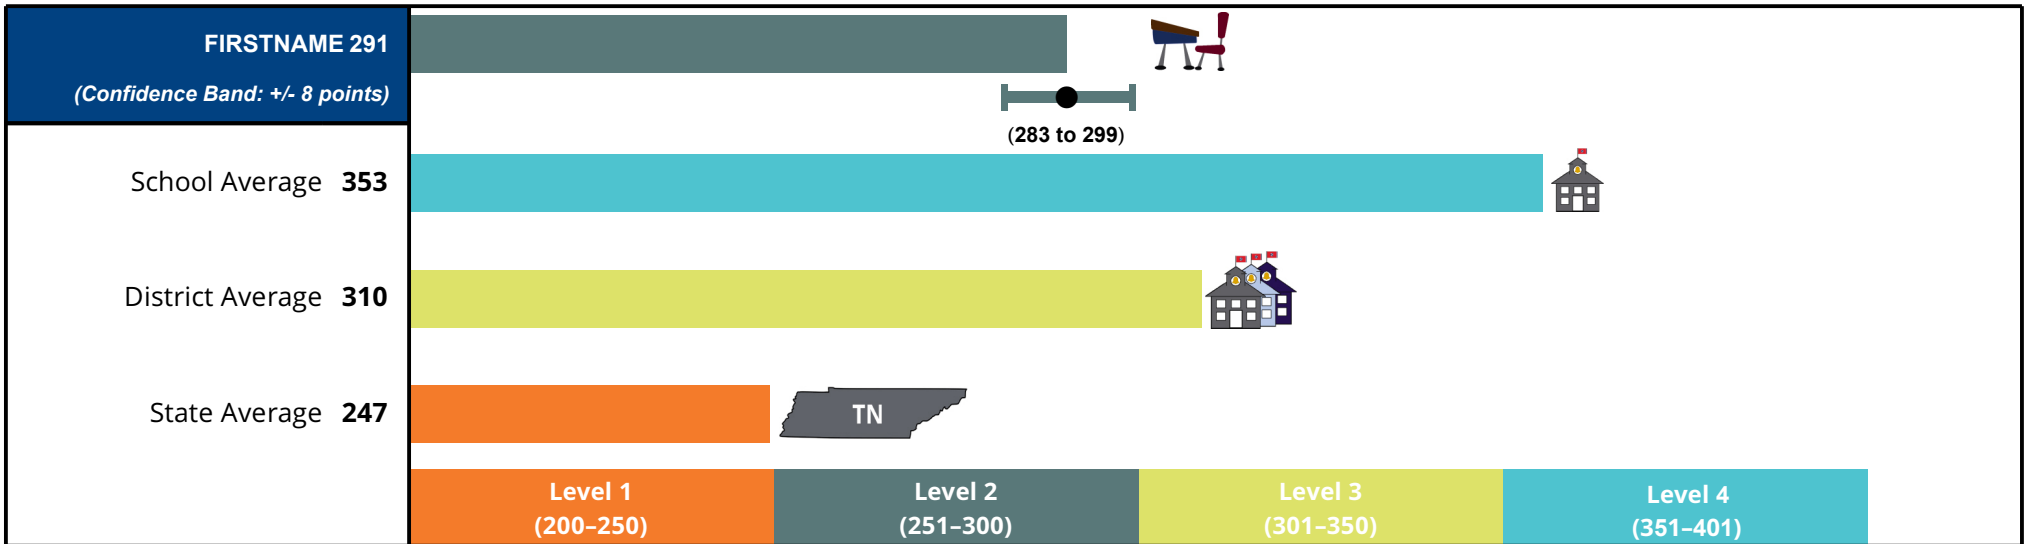 FIRSTNAME 291
(Confidence Band: +/- 8 points)
(283 to 299)
School Average 353
District Average 310
State Average 247
TN
Level 1
(200–250)
Level 2
(251–300)
Level 3
(301–350)
Level 4
(351–401)